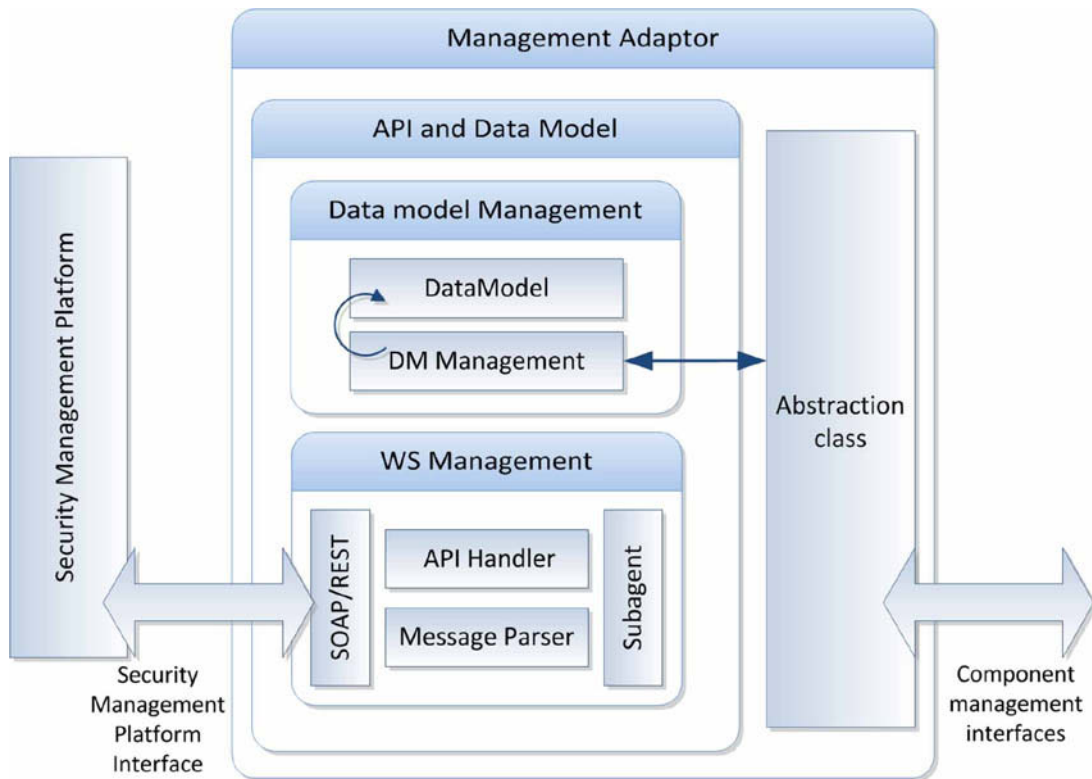 Management Adaptor
API and Data Model
Data model Management
DataModel
DM Management
WS Management
SOAP/REST
API Handler
Message Parser
Subagent
Security Management Platform
Security
Management
Platform
Interface
Abstraction
class
Component
management
interfaces